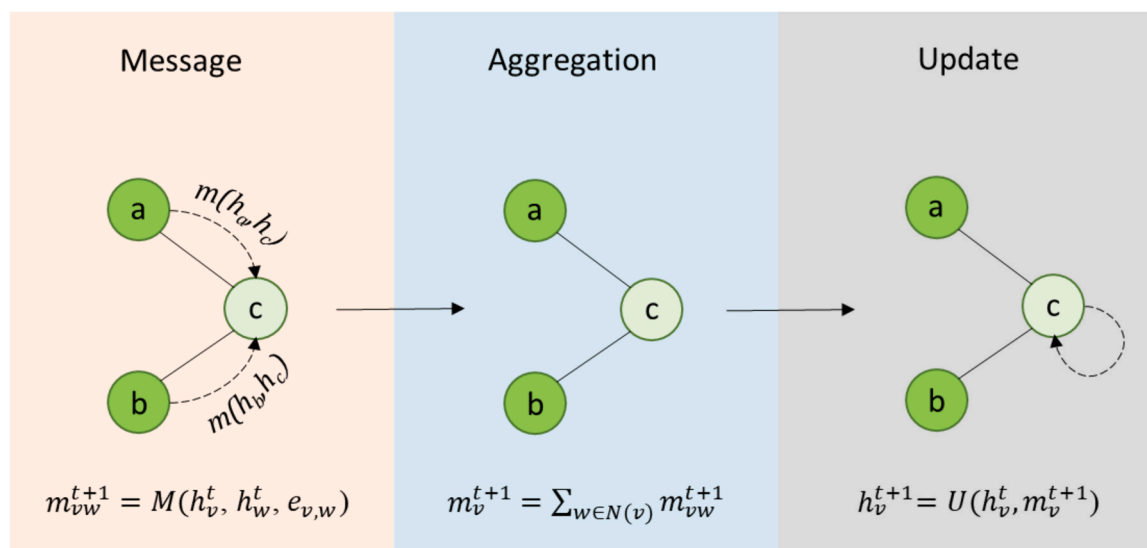 Message
Aggregation
Update
a
m(hₐ, h_c)
c
b
m(h_b, h_c)
a
c
b
a
c
b
m_{vw}^{t+1} = M(h_v^t, h_w^t, e_{v,w})
m_v^{t+1} = ∑_{w∈N(v)} m_{vw}^{t+1}
h_v^{t+1} = U(h_v^t, m_v^{t+1})